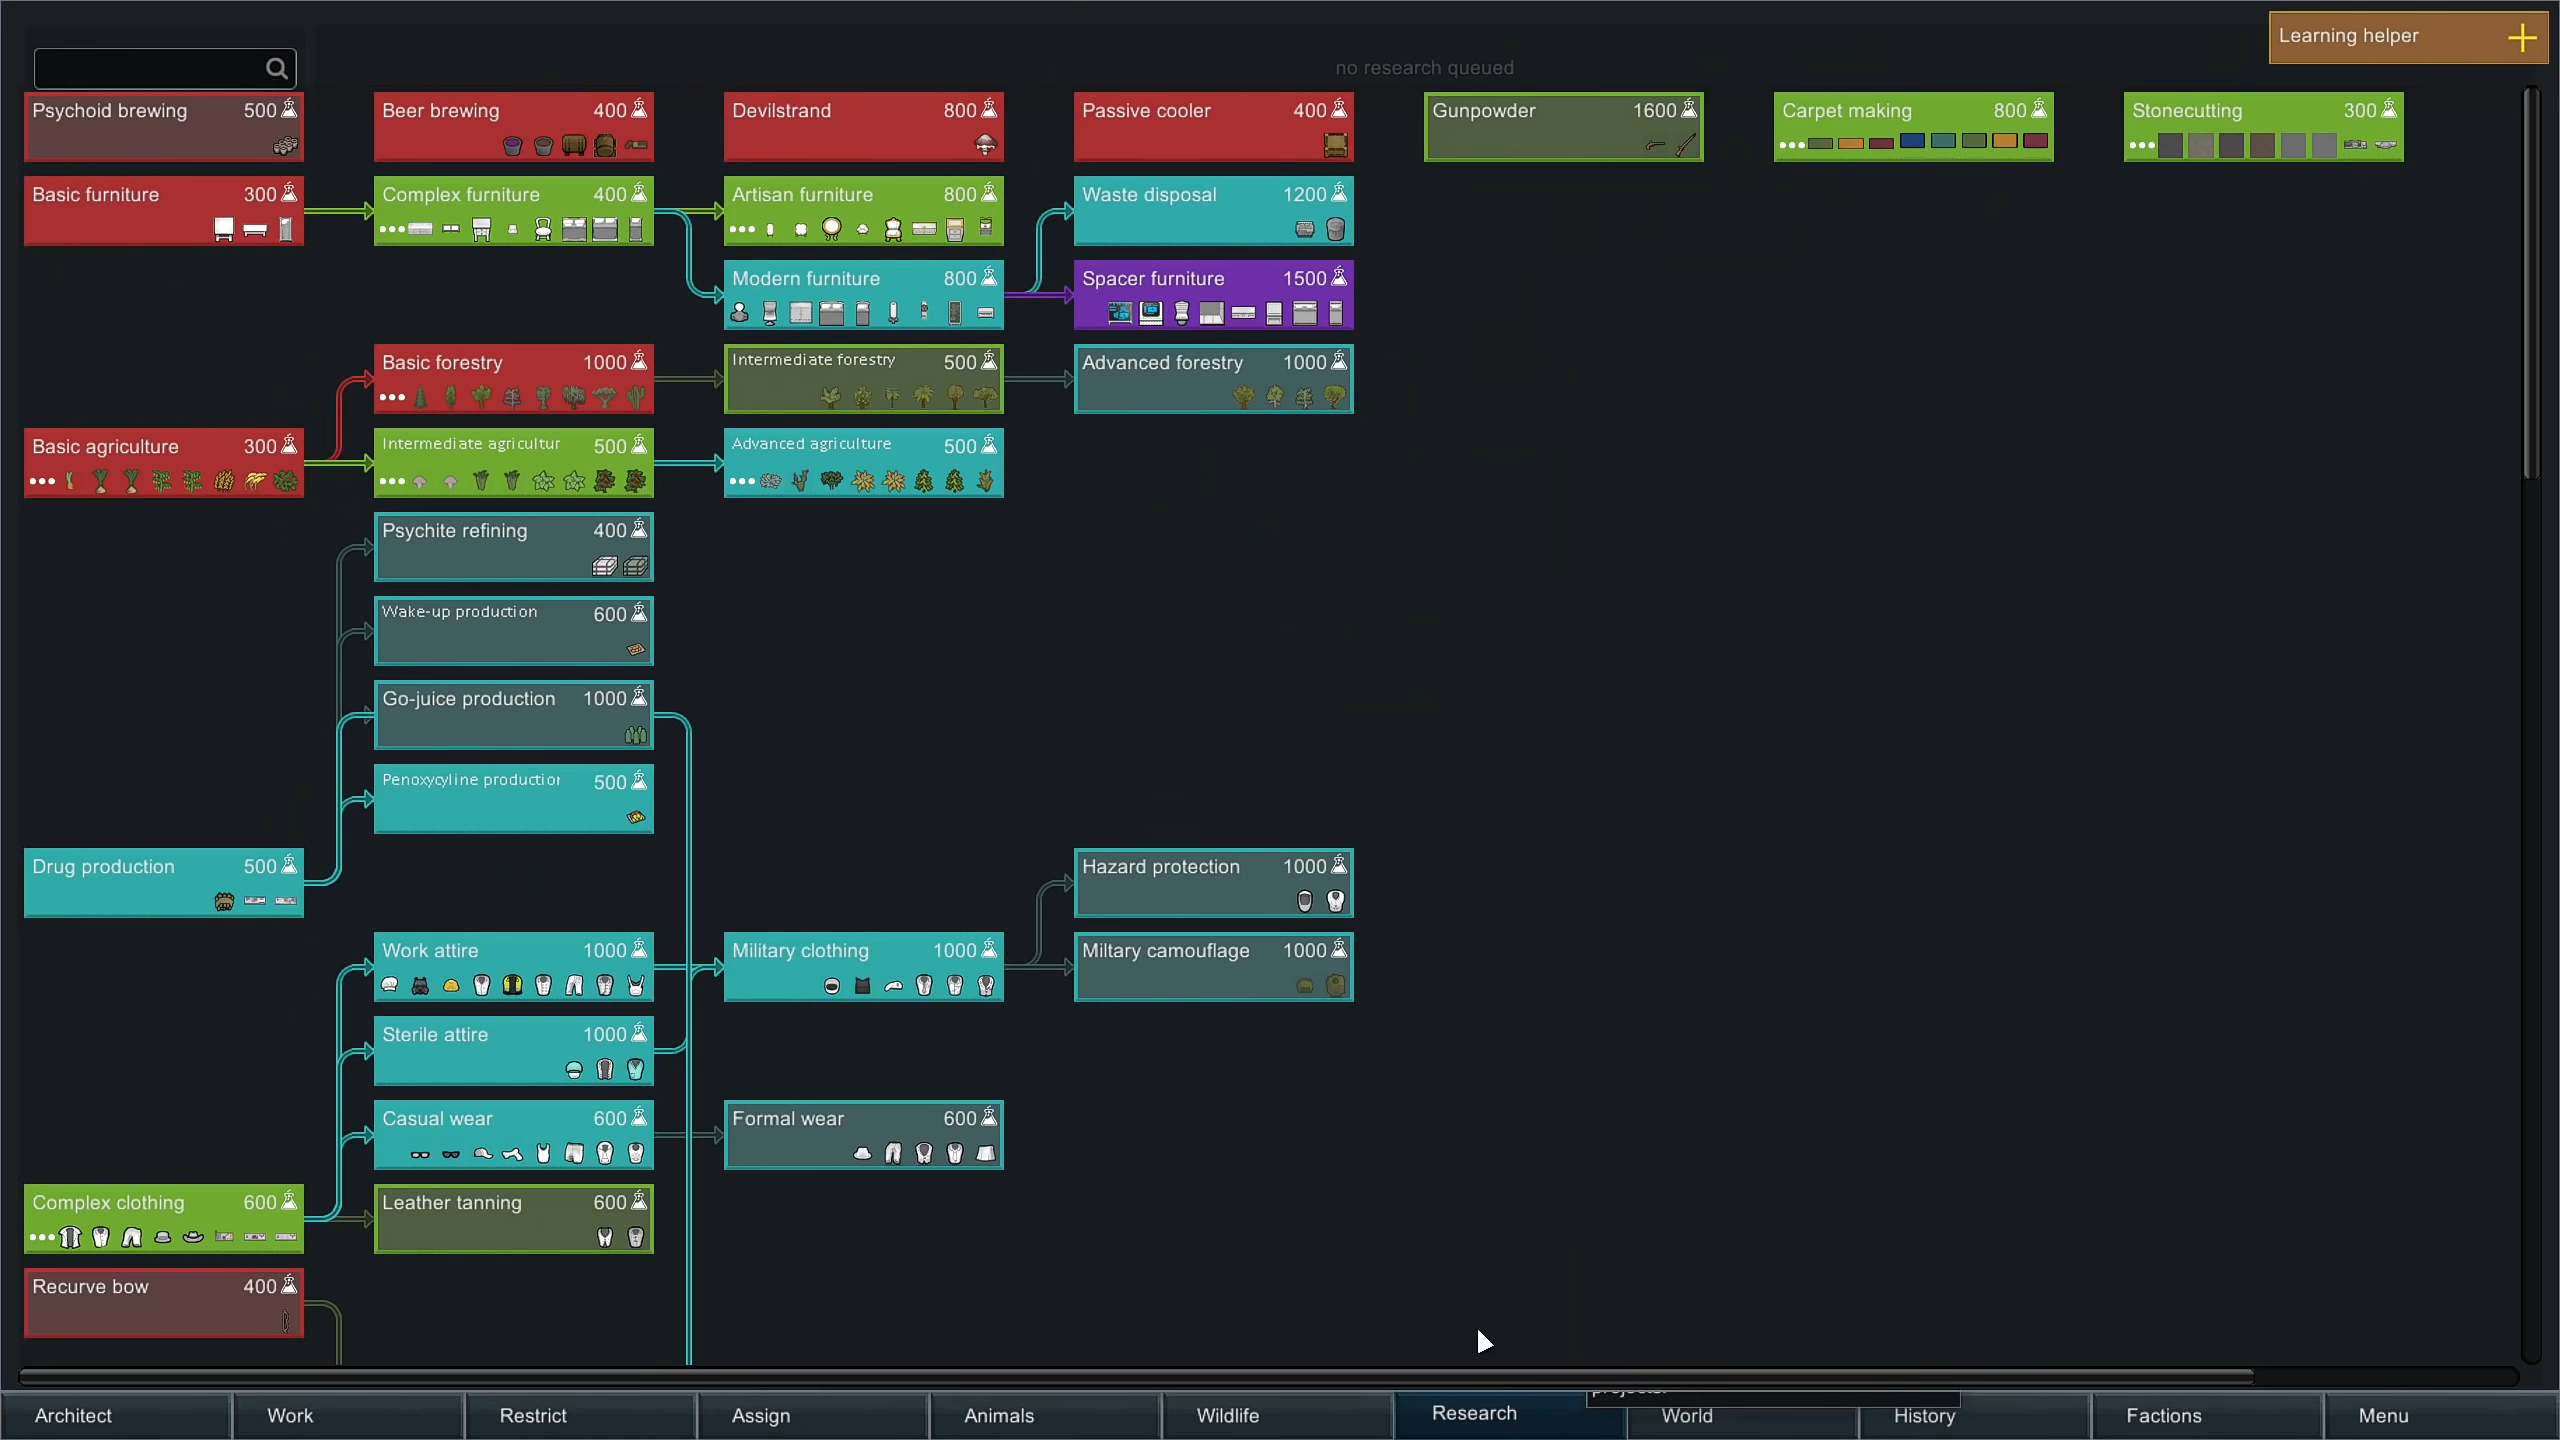 Learning helper
no research queued
Psychoid brewing 500
Beer brewing 400
Devilstrand 800
Passive cooler 400
Gunpowder 1600
Carpet making 800
Stonecutting 300
Basic furniture 300
Complex furniture 400
Artisan furniture 800
Waste disposal 1200
Modern furniture 800
Spacer furniture 1500
Basic forestry 1000
Intermediate forestry 500
Advanced forestry 1000
Basic agriculture 300
Intermediate agricultur 500
Advanced agriculture 500
Psychite refining 400
Wake-up production 600
Go-juice production 1000
Penoxycyline production 500
Drug production 500
Hazard protection 1000
Work attire 1000
Military clothing 1000
Miltary camouflage 1000
Sterile attire 1000
Casual wear 600
Formal wear 600
Complex clothing 600
Leather tanning 600
Recurve bow 400
Architect
Work
Restrict
Assign
Animals
Wildlife
Research
World
History
Factions
Menu